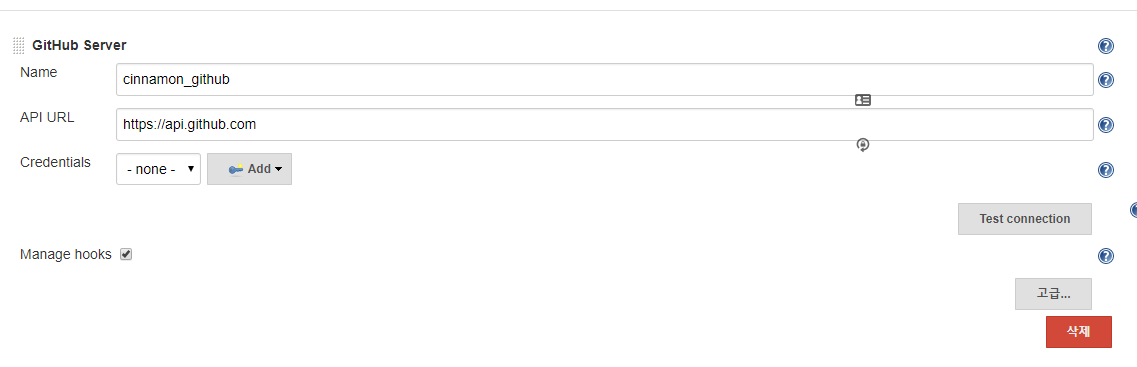 GitHub Server
Name
cinnamon_github
API URL
https://api.github.com
Credentials
- none -
Add
Test connection
Manage hooks
고급...
삭제